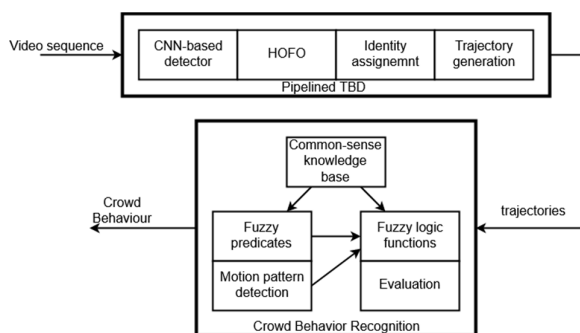 Video sequence
CNN-based
detector
HOFO
Identity
assignemnt
Trajectory
generation
Pipelined TBD
Common-sense
knowledge
base
Crowd
Behaviour
Fuzzy
predicates
Fuzzy logic
functions
trajectories
Motion pattern
detection
Evaluation
Crowd Behavior Recognition